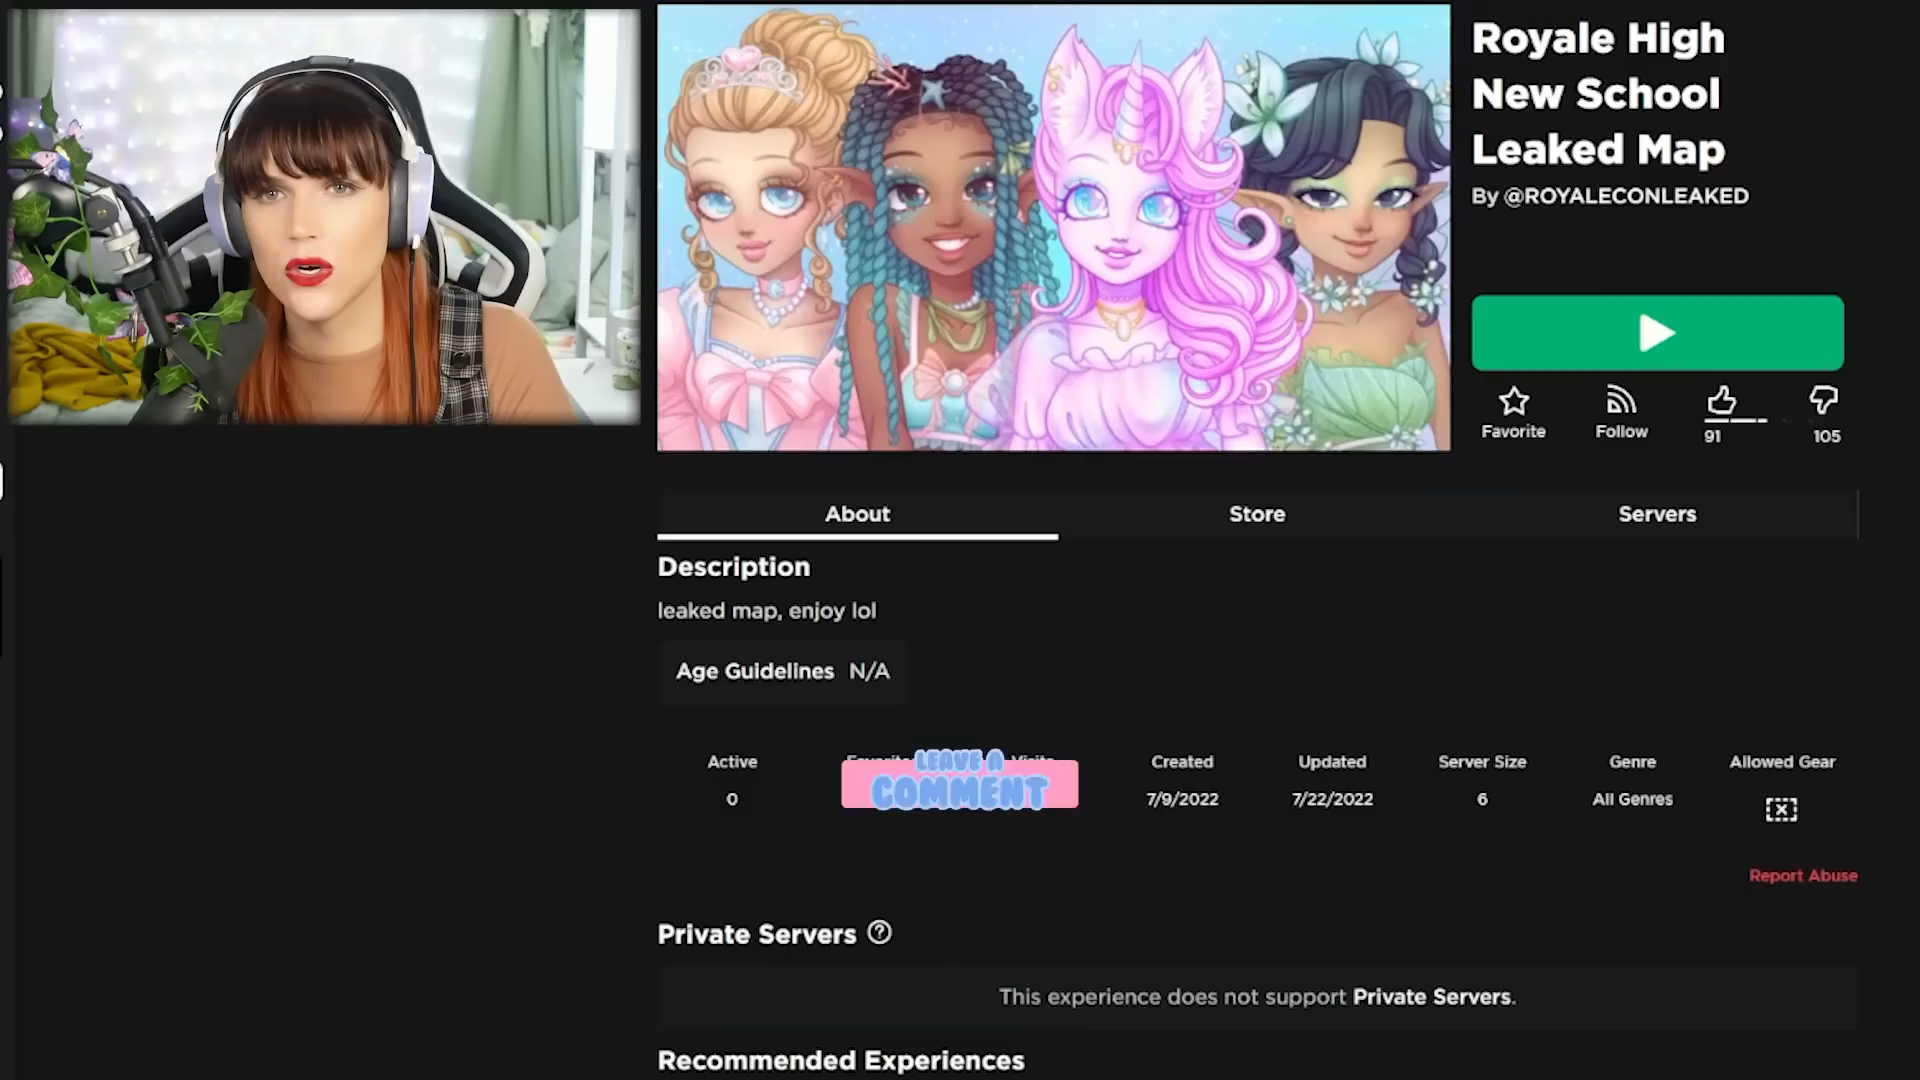 Royale High
New School
Leaked Map
By @ROYALECONLEAKED
Favorite
Follow
91
105
About
Store
Servers
Description
leaked map, enjoy lol
Age Guidelines N/A
Active
LEAVE A
COMMENT
Created
Updated
Server Size
Genre
Allowed Gear
0
7/9/2022
7/22/2022
6
All Genres
Report Abuse
Private Servers
This experience does not support Private Servers.
Recommended Experiences